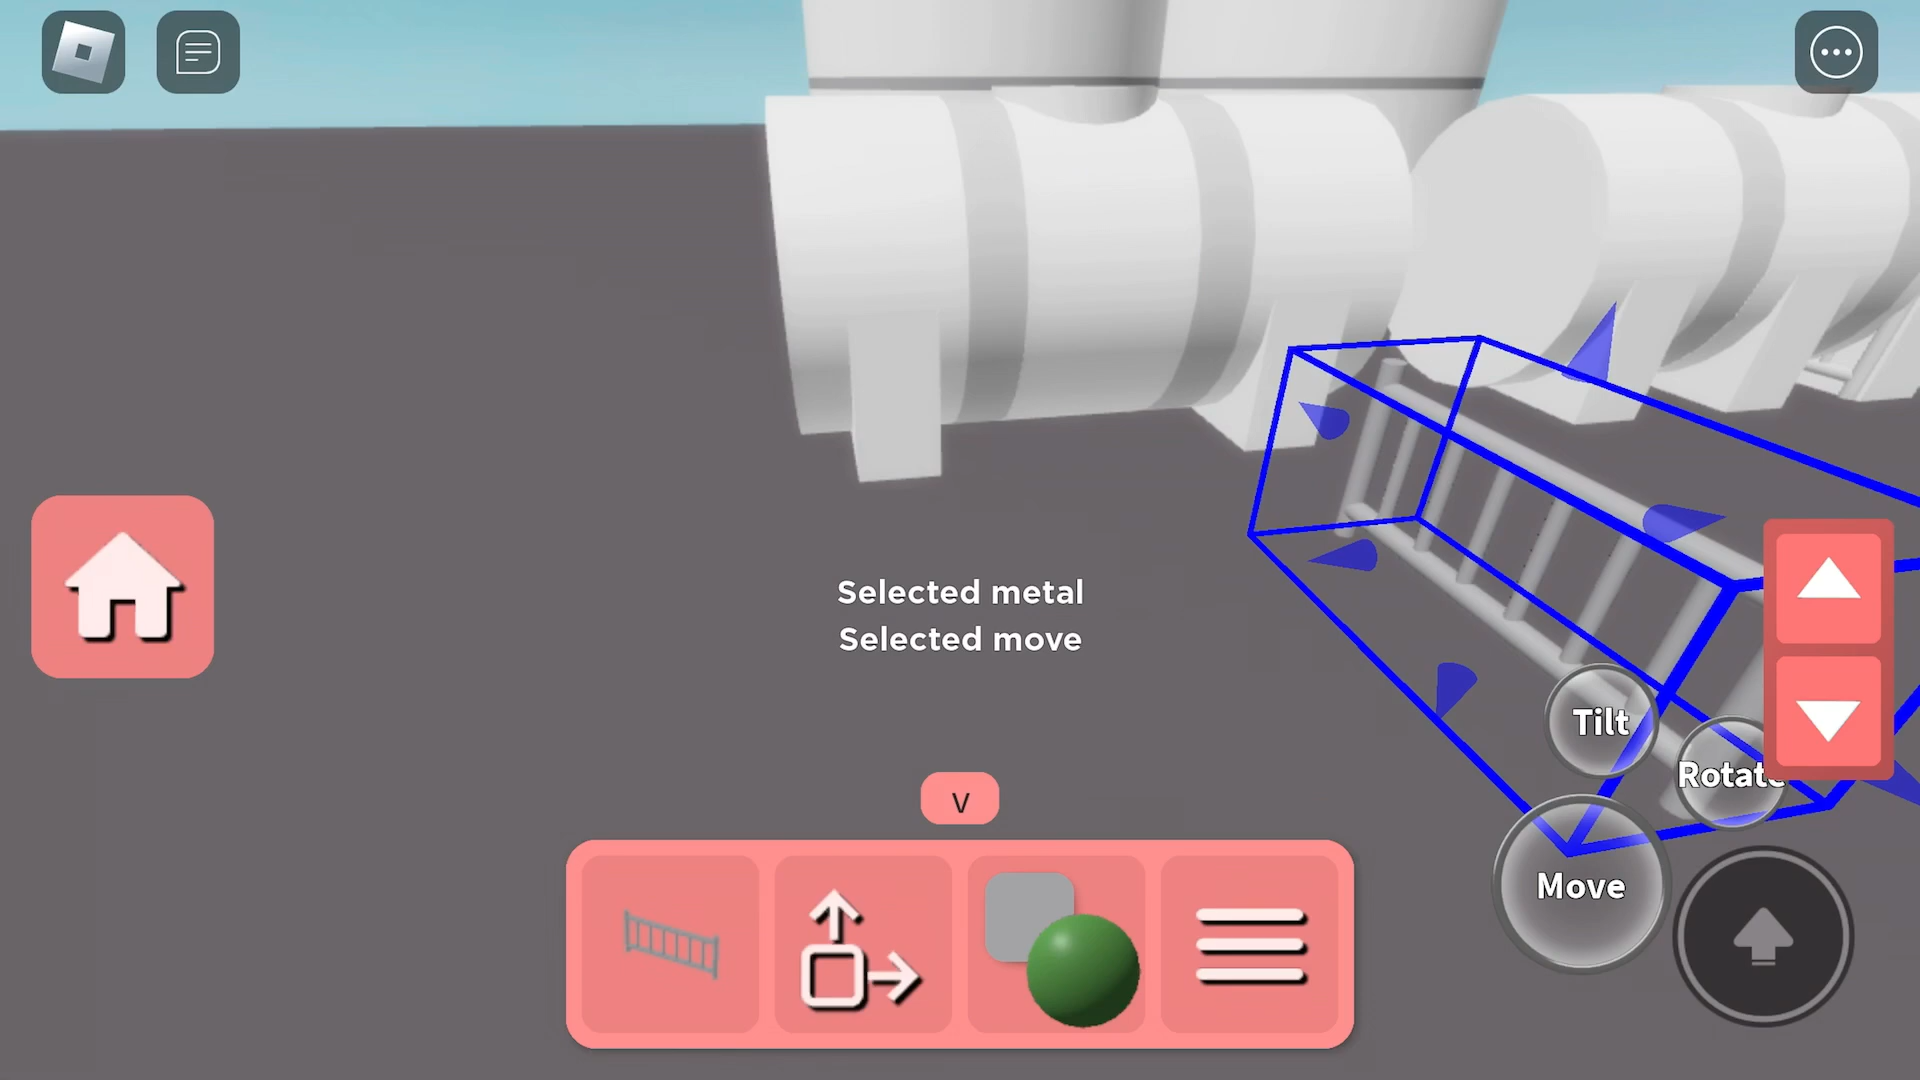 Selected metal
Selected move
Tilt
Rotate
v
Move